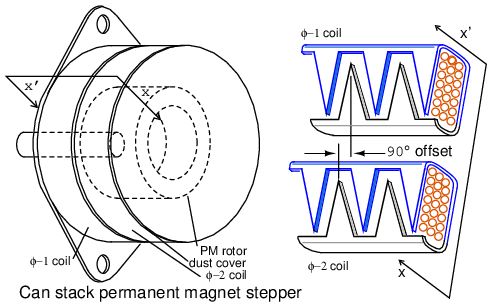 x'
x
φ-1 coil
PM rotor
dust cover
φ-2 coil
Can stack permanent magnet stepper
φ-1 coil
x'
90° offset
φ-2 coil
x